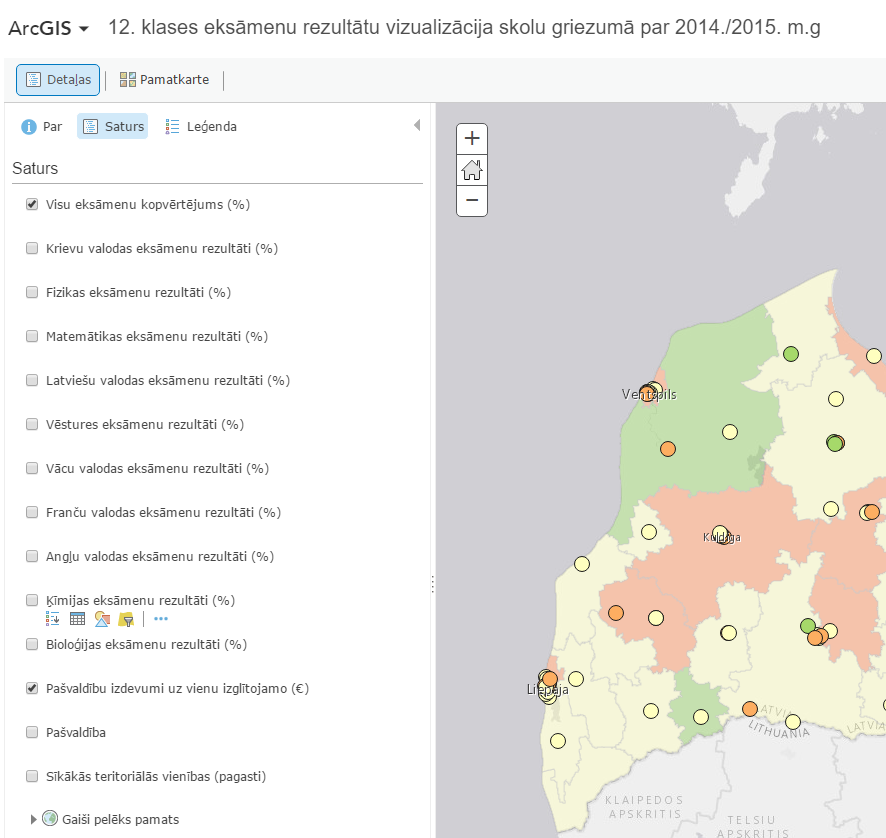 ArcGIS 12. klases eksāmenu rezultātu vizualizācija skolu griezumā par 2014./2015. m.g
Detaļas Pamatkarte
Par Saturs Leģenda
Saturs
Visu eksāmenu kopvērtējums (%)
Krievu valodas eksāmenu rezultāti (%)
Fizikas eksāmenu rezultāti (%)
Matemātikas eksāmenu rezultāti (%)
Latviešu valodas eksāmenu rezultāti (%)
Vēstures eksāmenu rezultāti (%)
Vācu valodas eksāmenu rezultāti (%)
Franču valodas eksāmenu rezultāti (%)
Angļu valodas eksāmenu rezultāti (%)
Ķīmijas eksāmenu rezultāti (%)
Bioloģijas eksāmenu rezultāti (%)
Pašvaldību izdevumi uz vienu izglītojamo (€)
Pašvaldība
Sīkākās teritoriālās vienības (pagasti)
Gaiši pelēks pamats
Ventspils
Kuldīga
Liepāja
LATVIA
LITHUANIA
LATVIA
KLAIPEDOS
APSKRITIS
TELSIU
APSKRITIS